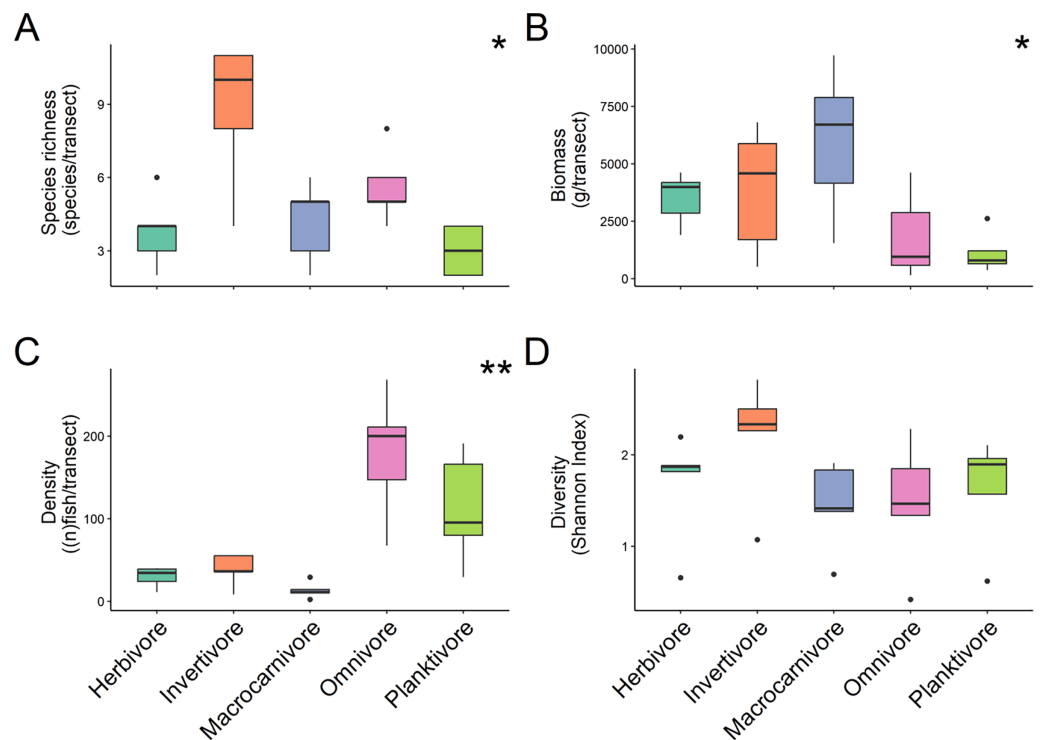 A
*
Species richness
(species/transect)
9
6
3
B
*
Biomass
(g/transect)
10000
7500
5000
2500
0
C
**
Density
((n)fish/transect)
200
100
0
Herbivore
Invertivore
Macrocarnivore
Omnivore
Planktivore
D
Diversity
(Shannon Index)
2
1
Herbivore
Invertivore
Macrocarnivore
Omnivore
Planktivore